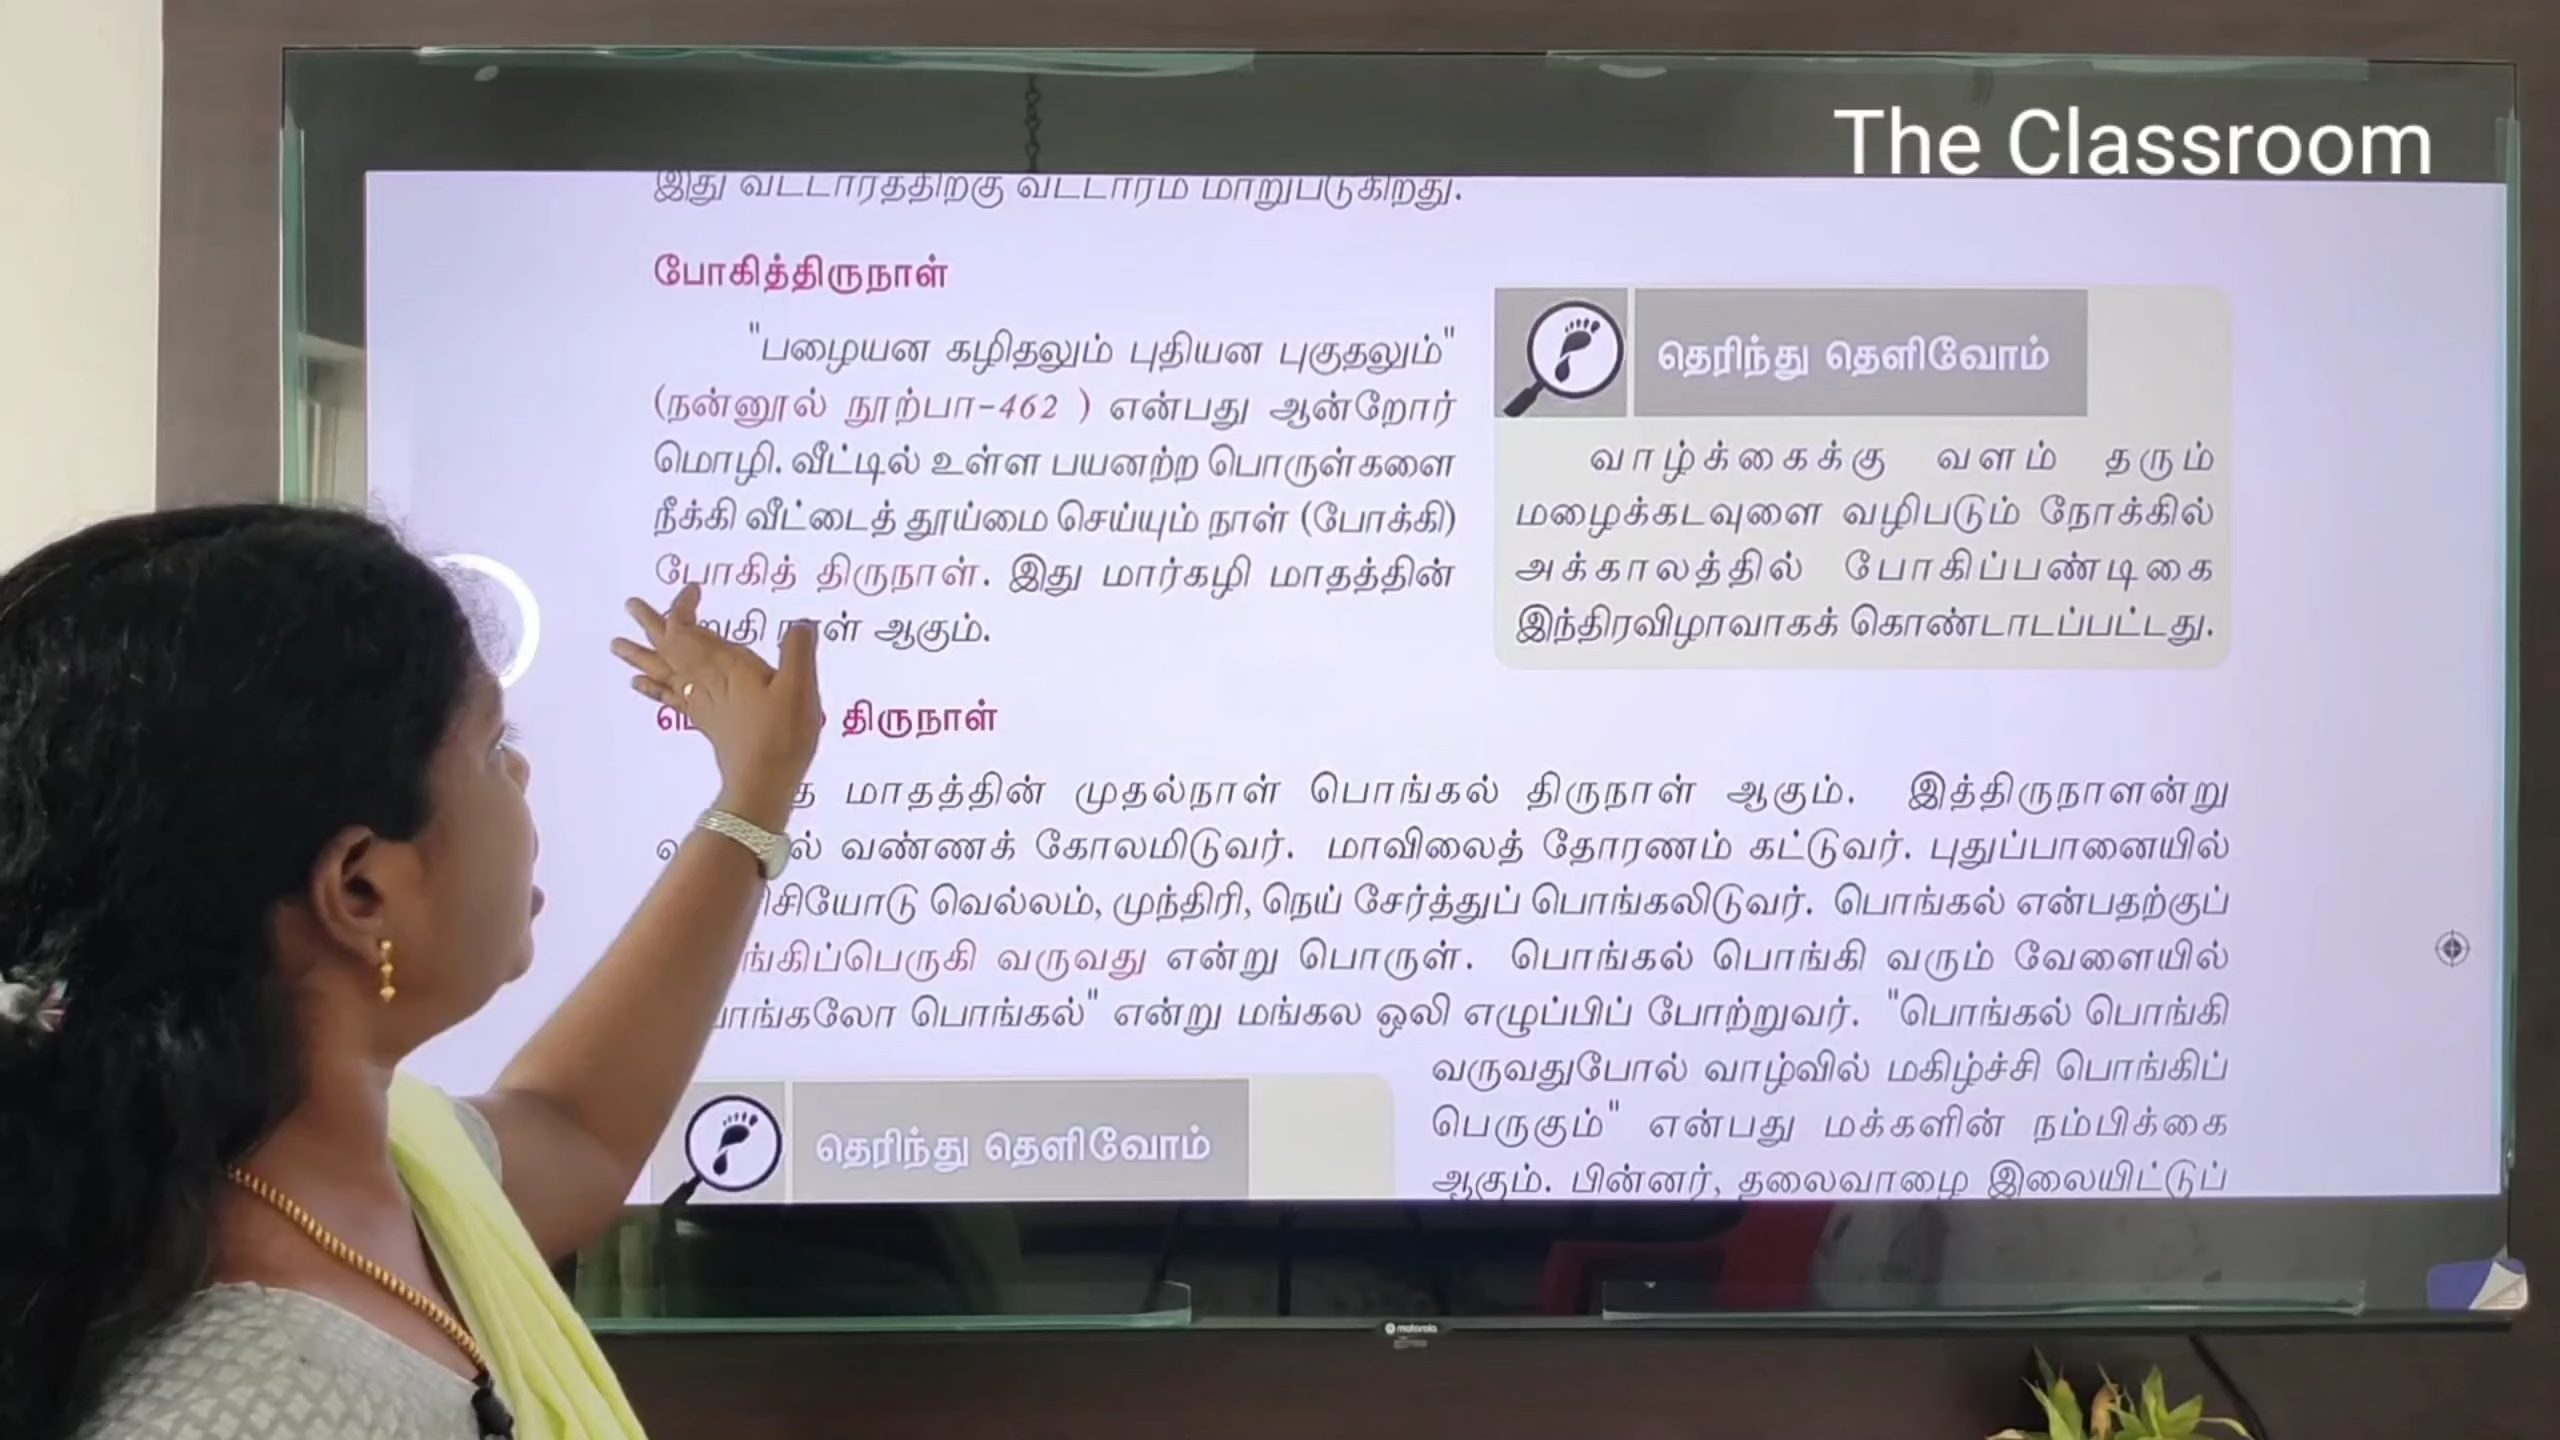 The Classroom
இது வட்டாரத்திற்கு வட்டாரம் மாறுபடுகிறது.
போகித்திருநாள்
"பழையன கழிதலும் புதியன புகுதலும்"
(நன்னூல் நூற்பா-462 ) என்பது ஆன்றோர்
மொழி. வீட்டில் உள்ள பயனற்ற பொருள்களை
நீக்கி வீட்டைத் தூய்மை செய்யும் நாள் (போக்கி)
போகித் திருநாள். இது மார்கழி மாதத்தின்
நாள் ஆகும்.
தெரிந்து தெளிவோம்
வாழ்க்கைக்கு வளம் தரும்
மழைக்கடவுளை வழிபடும் நோக்கில்
அக்காலத்தில் போகிப்பண்டிகை
இந்திரவிழாவாகக் கொண்டாடப்பட்டது.
திருநாள்
மாதத்தின் முதல்நாள் பொங்கல் திருநாள் ஆகும். இத்திருநாளன்று
வண்ணக் கோலமிடுவர். மாவிலைத் தோரணம் கட்டுவர். புதுப்பானையில்
வெல்லம், முந்திரி, நெய் சேர்த்துப் பொங்கலிடுவர். பொங்கல் என்பதற்குப்
வருவது என்று பொருள். பொங்கல் பொங்கி வரும் வேளையில்
பொங்கல்" என்று மங்கல ஒலி எழுப்பிப் போற்றுவர். "பொங்கல் பொங்கி
வருவதுபோல் வாழ்வில் மகிழ்ச்சி பொங்கிப்
பெருகும்" என்பது மக்களின் நம்பிக்கை
ஆகும். பின்னர், தலைவாழை இலையிட்டுப்
தெரிந்து தெளிவோம்
motorola